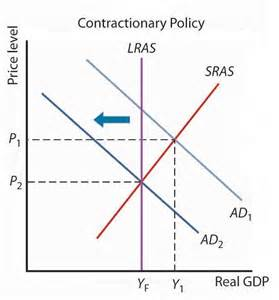 Contractionary Policy
Price level
LRAS
SRAS
P1
P2
AD1
AD2
YF
Y1
Real GDP